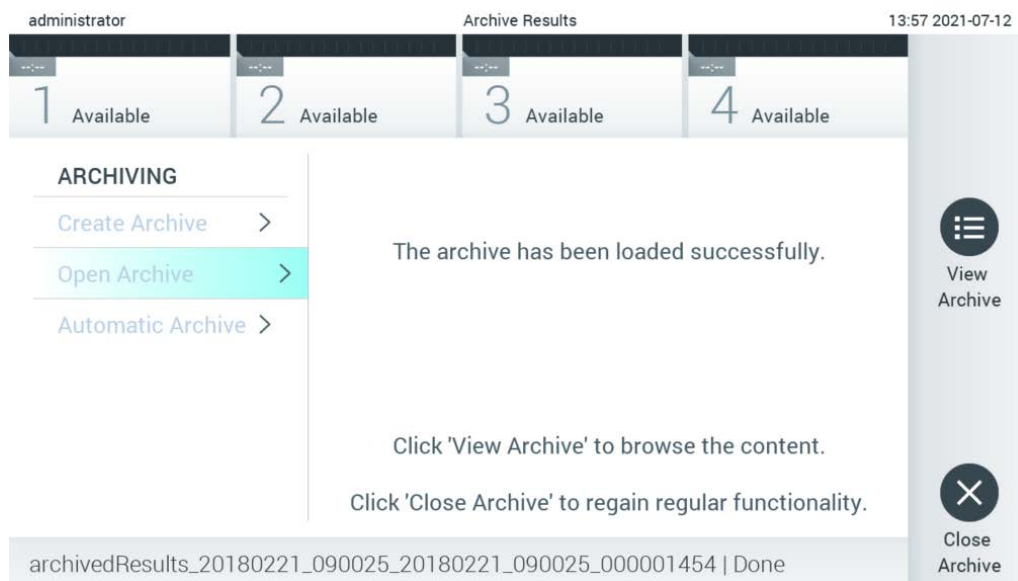 administrator
Archive Results
13:57 2021-07-12
--:--
--:--
--:--
--:--
1 Available
2 Available
3 Available
4 Available
ARCHIVING
Create Archive
Open Archive
Automatic Archive
The archive has been loaded successfully.
Click 'View Archive' to browse the content.
Click 'Close Archive' to regain regular functionality.
View
Archive
Close
Archive
archivedResults_20180221_090025_20180221_090025_000001454 | Done